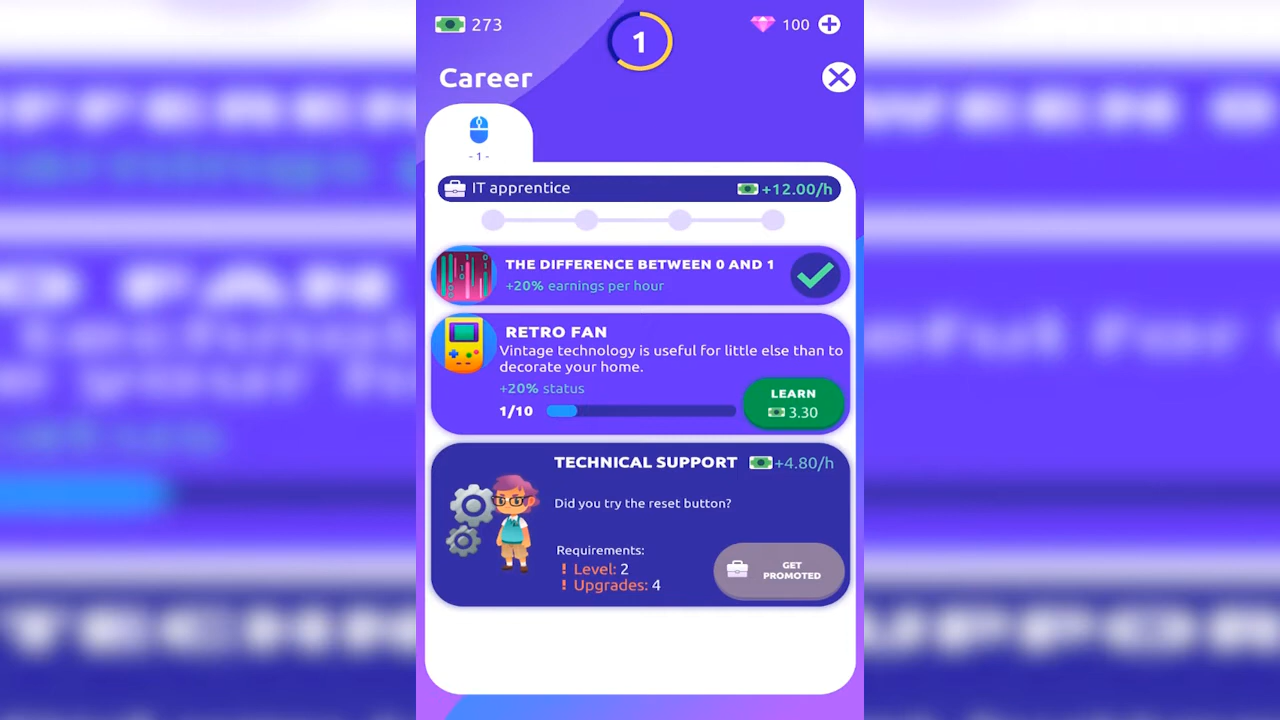 273
1
100
Career
- 1 -
IT apprentice
+12.00/h
THE DIFFERENCE BETWEEN 0 AND 1
+20% earnings per hour
RETRO FAN
Vintage technology is useful for little else than to
decorate your home.
+20% status
1/10
LEARN
3.30
TECHNICAL SUPPORT
+4.80/h
Did you try the reset button?
Requirements:
! Level: 2
! Upgrades: 4
GET
PROMOTED